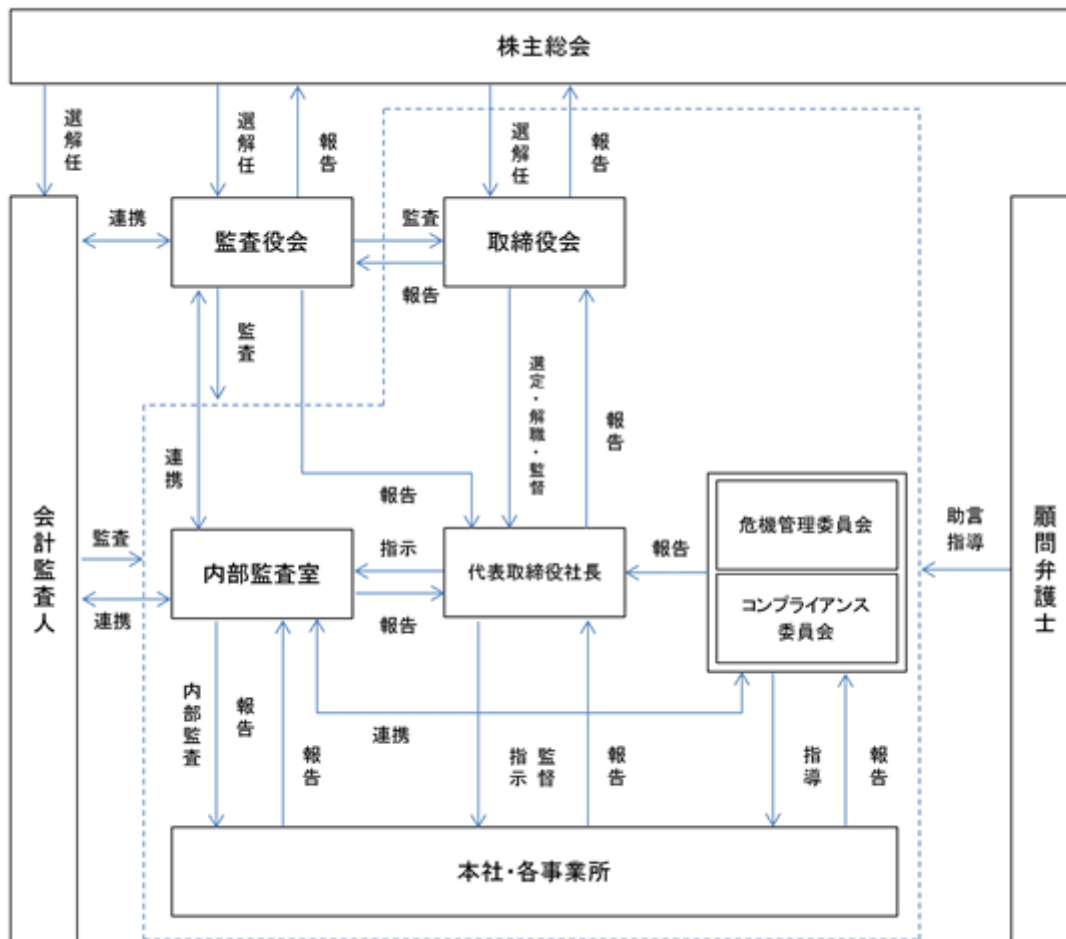 株主総会
選解任
選解任
報告
選解任
報告
会計監査人
連携
監査役会
監査
報告
取締役会
顧問弁護士
監査
選定・解職・監督
報告
連携
報告
監査
連携
内部監査室
指示
報告
代表取締役社長
報告
危機管理委員会
コンプライアンス
委員会
助言
指導
内部監査
報告
報告
連携
指示
監督
報告
指導
報告
本社・各事業所